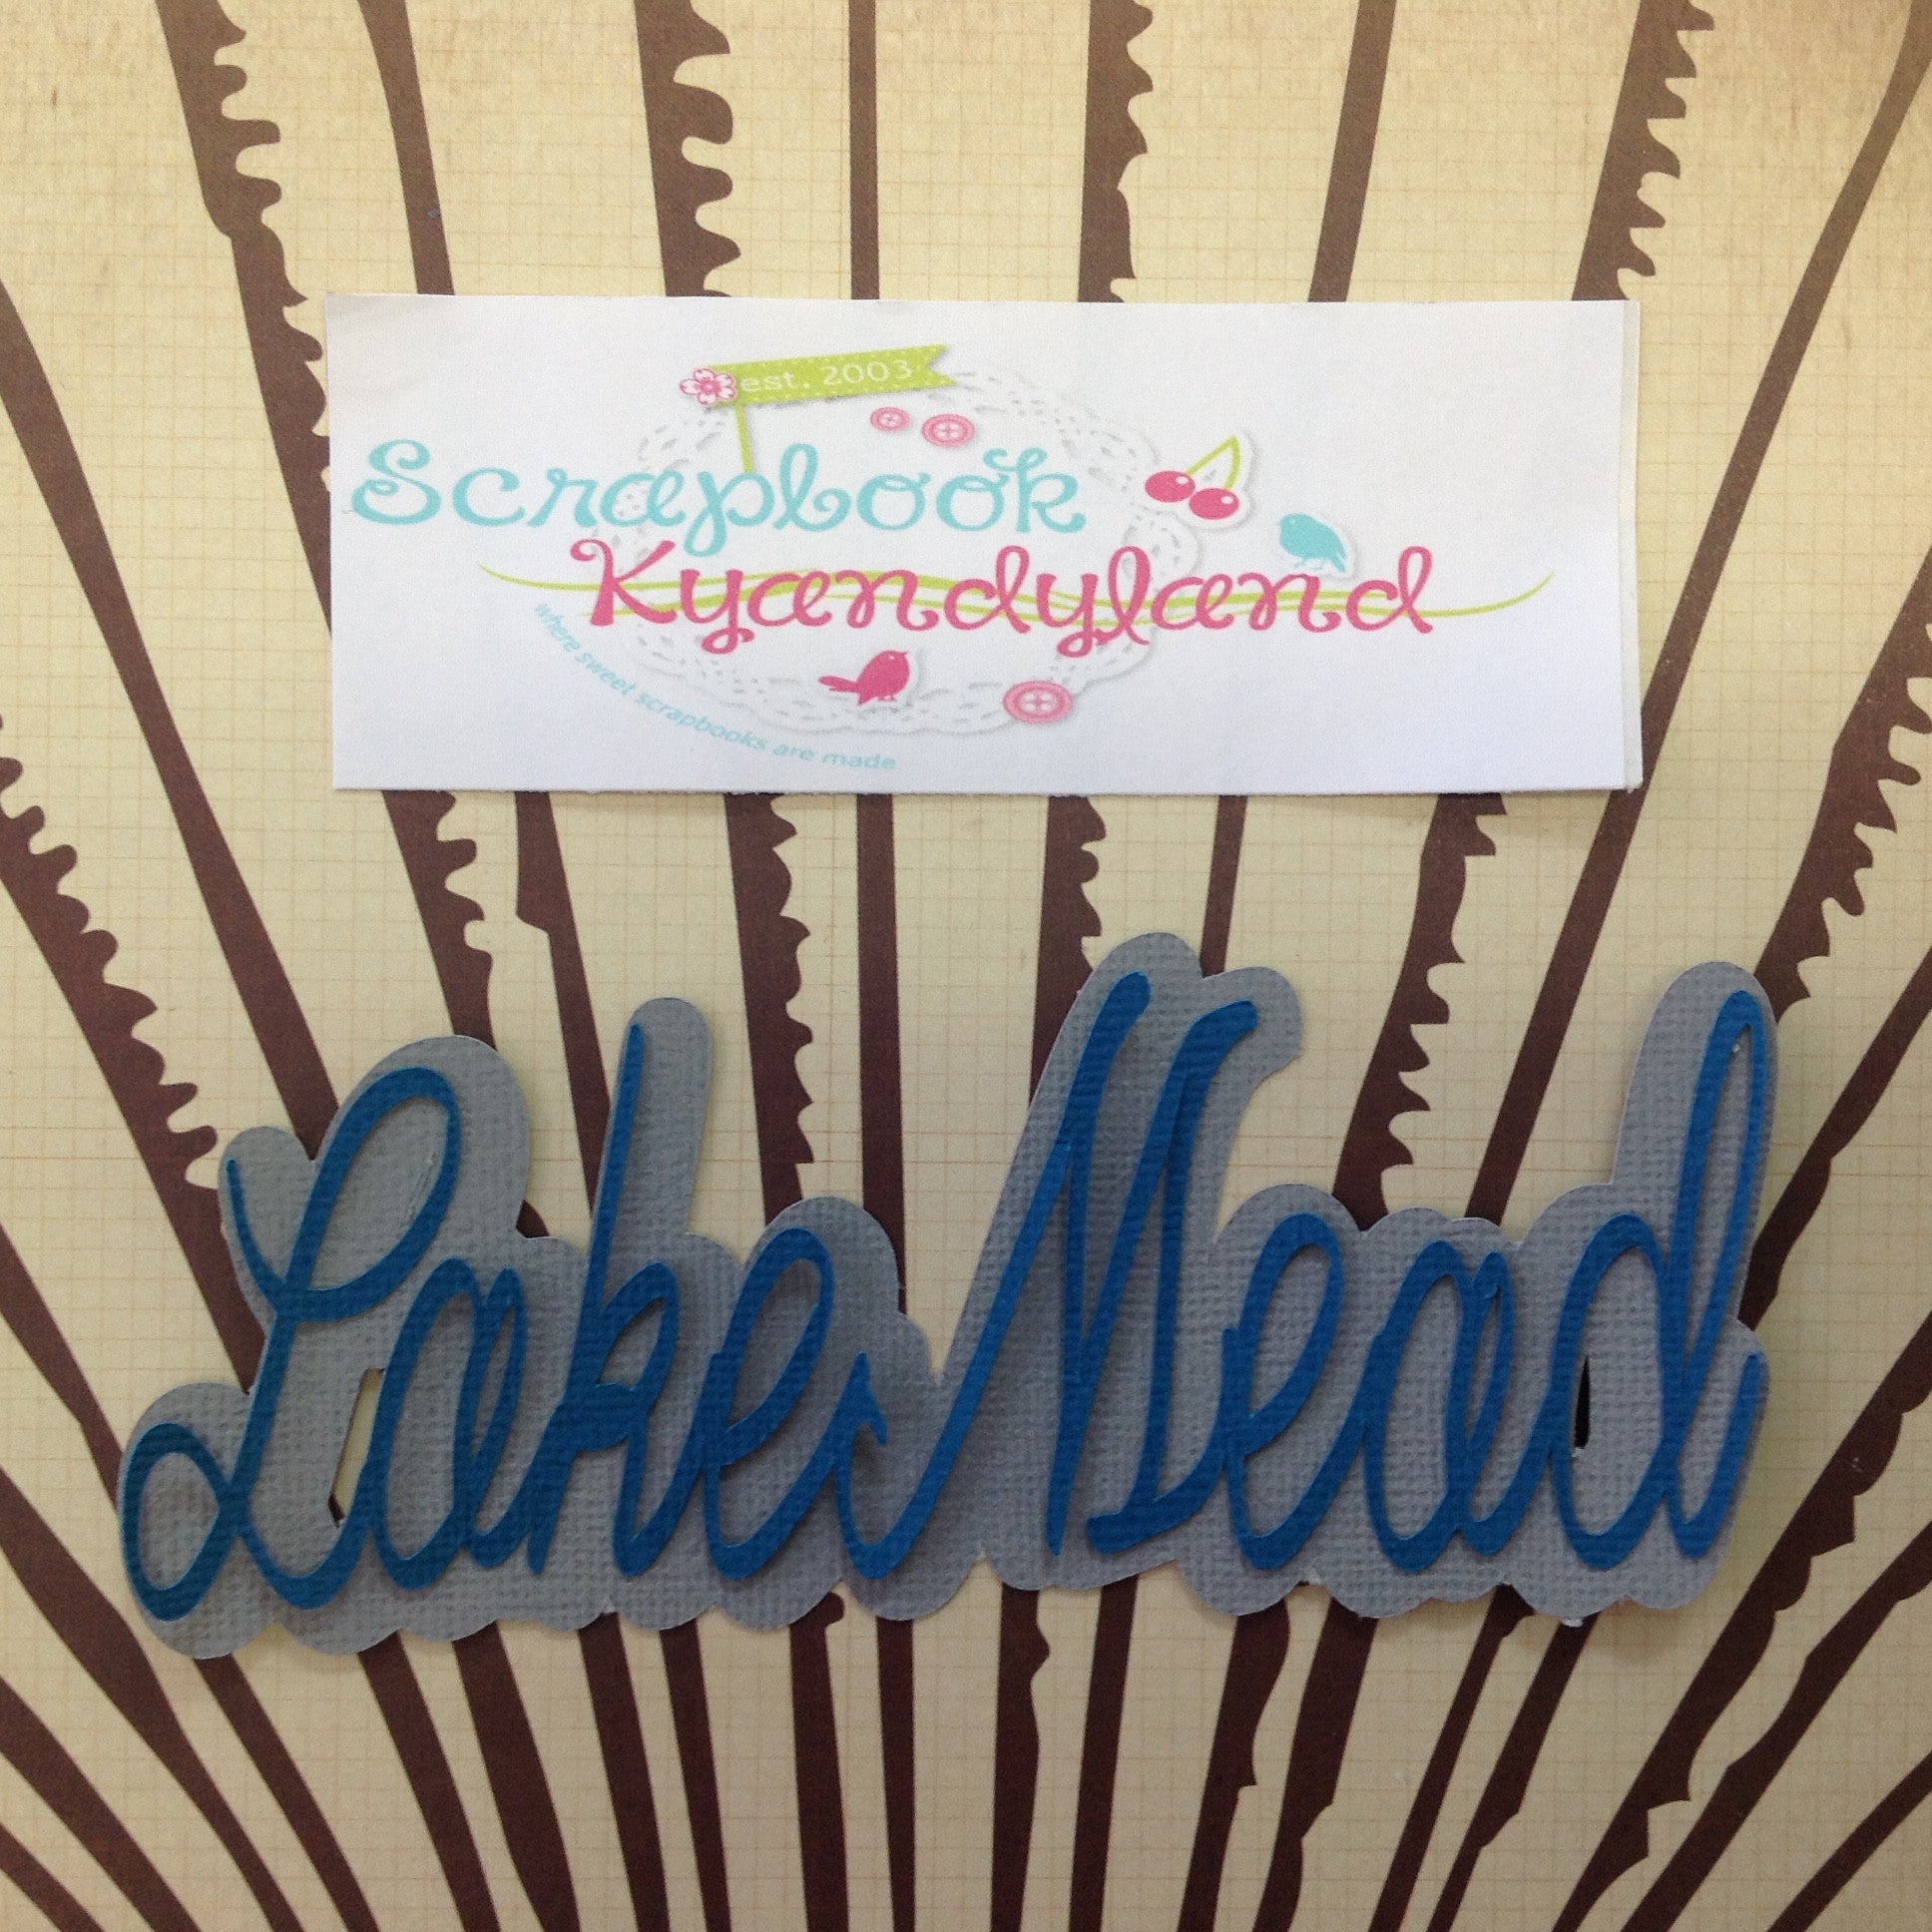 est. 2003
Scrapbook
Kyandyland
where sweet scrapbooks are made
Lake Mead